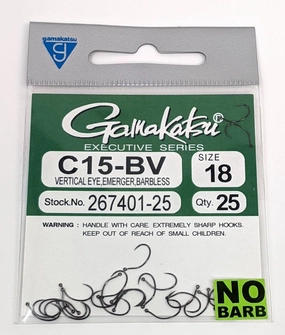 gamakatsu
Gamakatsu
EXECUTIVE SERIES
C15-BV
VERTICAL EYE,EMERGER,BARBLESS
SIZE
18
Stock.No. 267401-25
Qty. 25
WARNING : HANDLE WITH CARE. EXTREMELY SHARP HOOKS.
KEEP OUT OF REACH OF SMALL CHILDREN.
NO
BARB